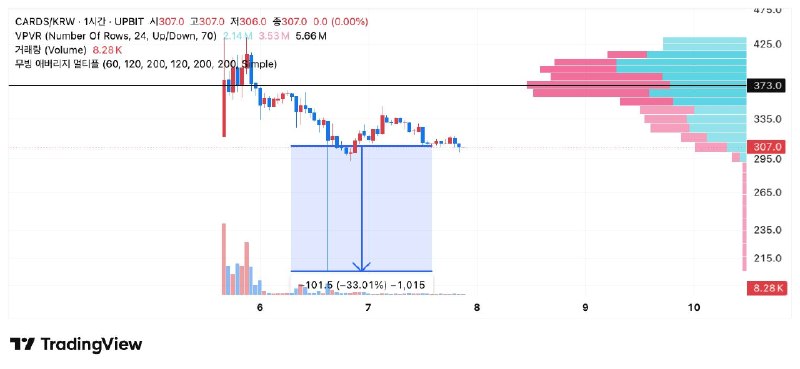 CARDS/KRW · 1시간 · UPBIT 시307.0 고307.0 저306.0 종307.0 0.0 (0.00%)
VPVR (Number Of Rows, 24, Up/Down, 70) 2.14 M 3.53 M 5.66 M
거래량 (Volume) 8.28 K
무빙 애버리지 멀티플 (60, 120, 200, 120, 200, 200, Simple)
475.0
425.0
373.0
335.0
307.0
295.0
265.0
235.0
215.0
8.28 K
−101.5 (−33.01%) −1,015
6 7 8 9 10
TradingView